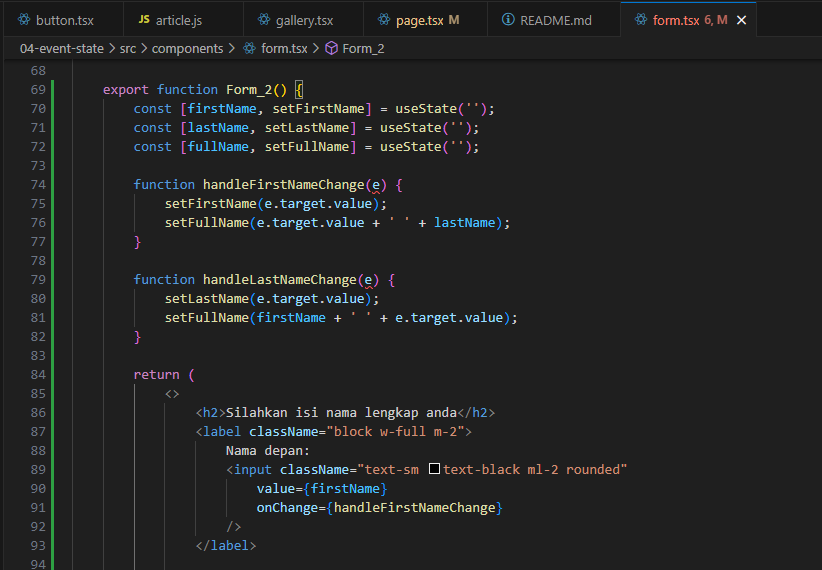 button.tsx JS article.js gallery.tsx page.tsx M README.md form.tsx 6, M
04-event-state > src > components > form.tsx > Form_2
68
69 export function Form_2() {
70 const [firstName, setFirstName] = useState('');
71 const [lastName, setLastName] = useState('');
72 const [fullName, setFullName] = useState('');
73
74 function handleFirstNameChange(e) {
75 setFirstName(e.target.value);
76 setFullName(e.target.value + ' ' + lastName);
77 }
78
79 function handleLastNameChange(e) {
80 setLastName(e.target.value);
81 setFullName(firstName + ' ' + e.target.value);
82 }
83
84 return (
85 <>
86 <h2>Silahkan isi nama lengkap anda</h2>
87 <label className="block w-full m-2">
88 Nama depan:
89 <input className="text-sm text-black ml-2 rounded"
90 value={firstName}
91 onChange={handleFirstNameChange}
92 />
93 </label>
94